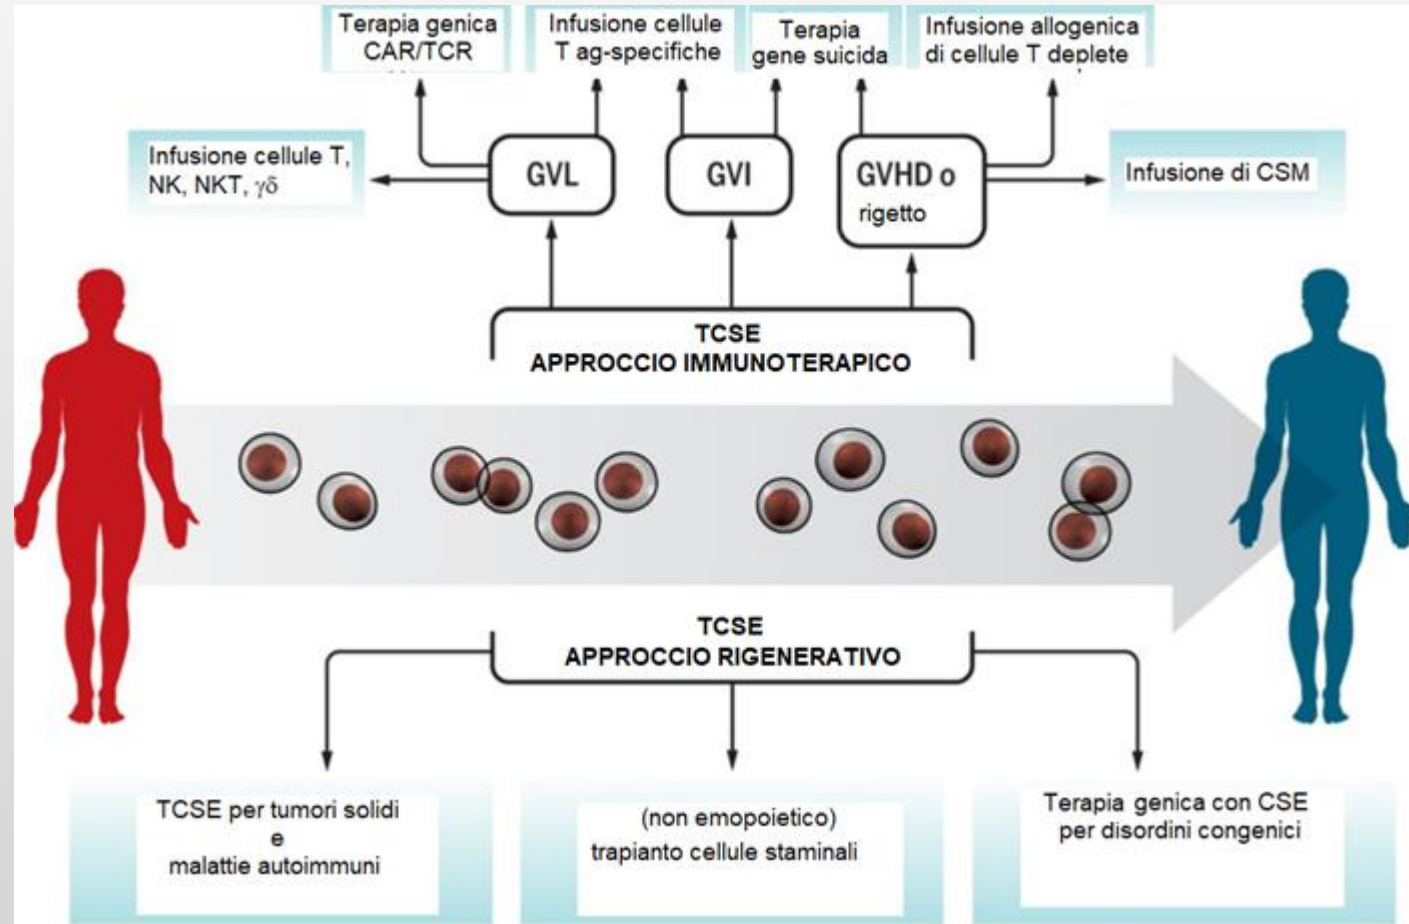 Terapia genica
CAR/TCR
Infusione cellule
T ag-specifiche
Terapia
gene suicida
Infusione allogenica
di cellule T deplete
Infusione cellule T,
NK, NKT, γδ
GVL
GVI
GVHD o
rigetto
Infusione di CSM
TCSE
APPROCCIO IMMUNOTERAPICO
TCSE
APPROCCIO RIGENERATIVO
TCSE per tumori solidi
e
malattie autoimmuni
(non emopoietico)
trapianto cellule staminali
Terapia genica con CSE
per disordini congenici